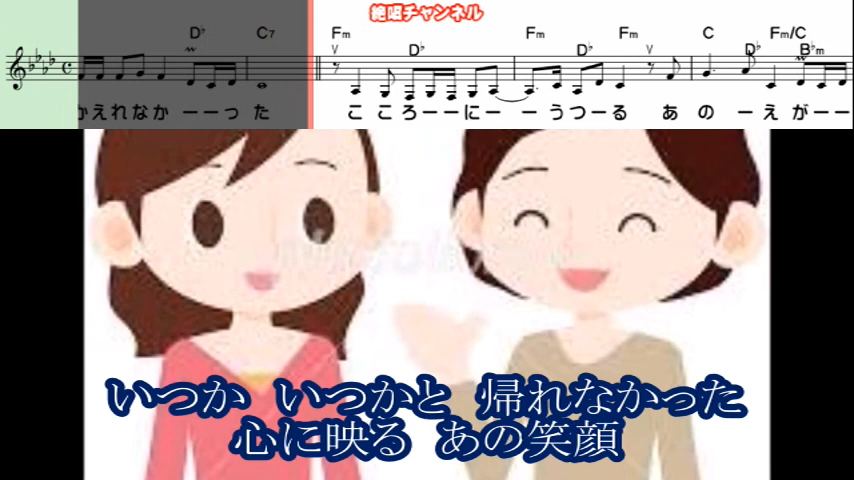 絶唱チャンネル
D♭ C7 Fm D♭ Fm D♭ Fm C D♭ Fm/C B♭m
かえれなかーーった こころーーにーーうつーる あのーえがーー
いつか いつかと 帰れなかった
心に映る あの笑顔